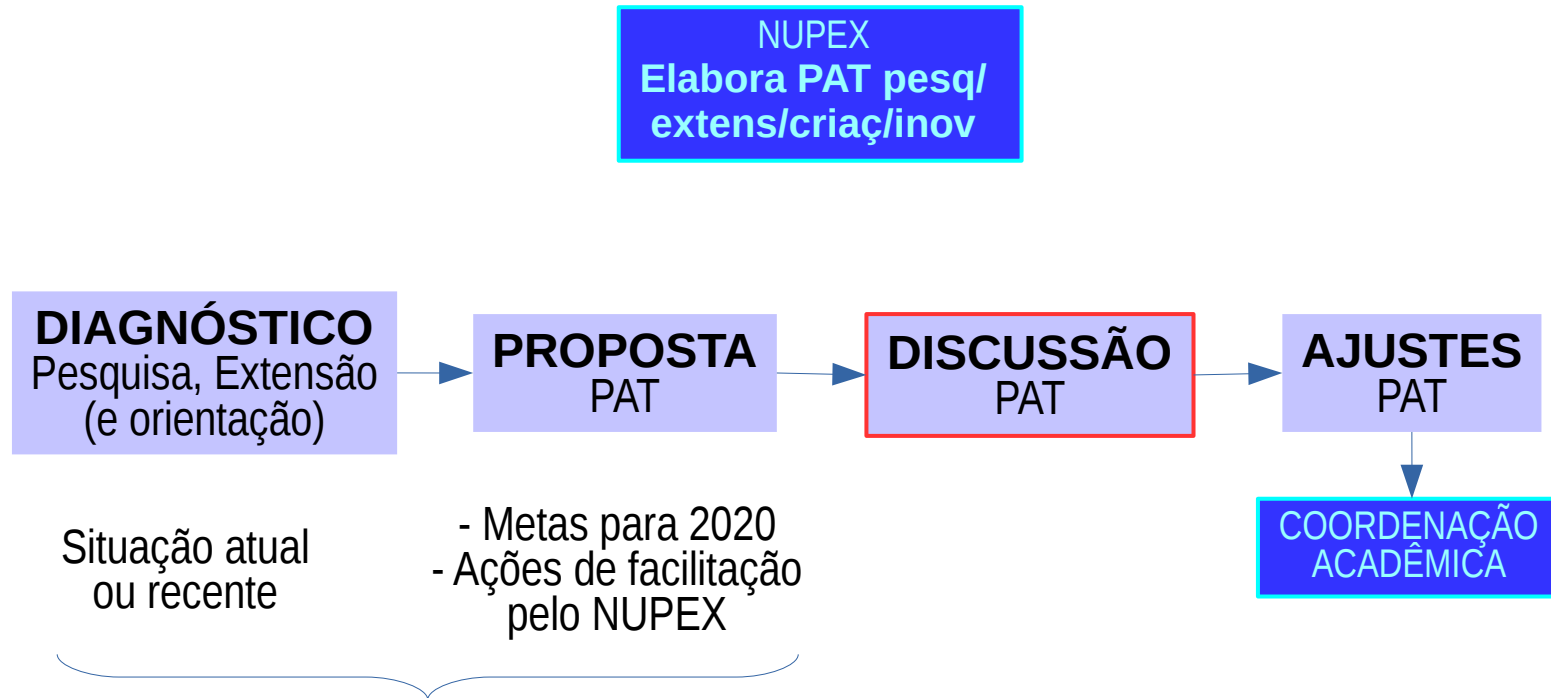 NUPEX
Elabora PAT pesq/
extens/criaç/inov
DIAGNÓSTICO
Pesquisa, Extensão
(e orientação)
PROPOSTA
PAT
DISCUSSÃO
PAT
AJUSTES
PAT
Situação atual
ou recente
- Metas para 2020
- Ações de facilitação
pelo NUPEX
COORDENAÇÃO
ACADÊMICA